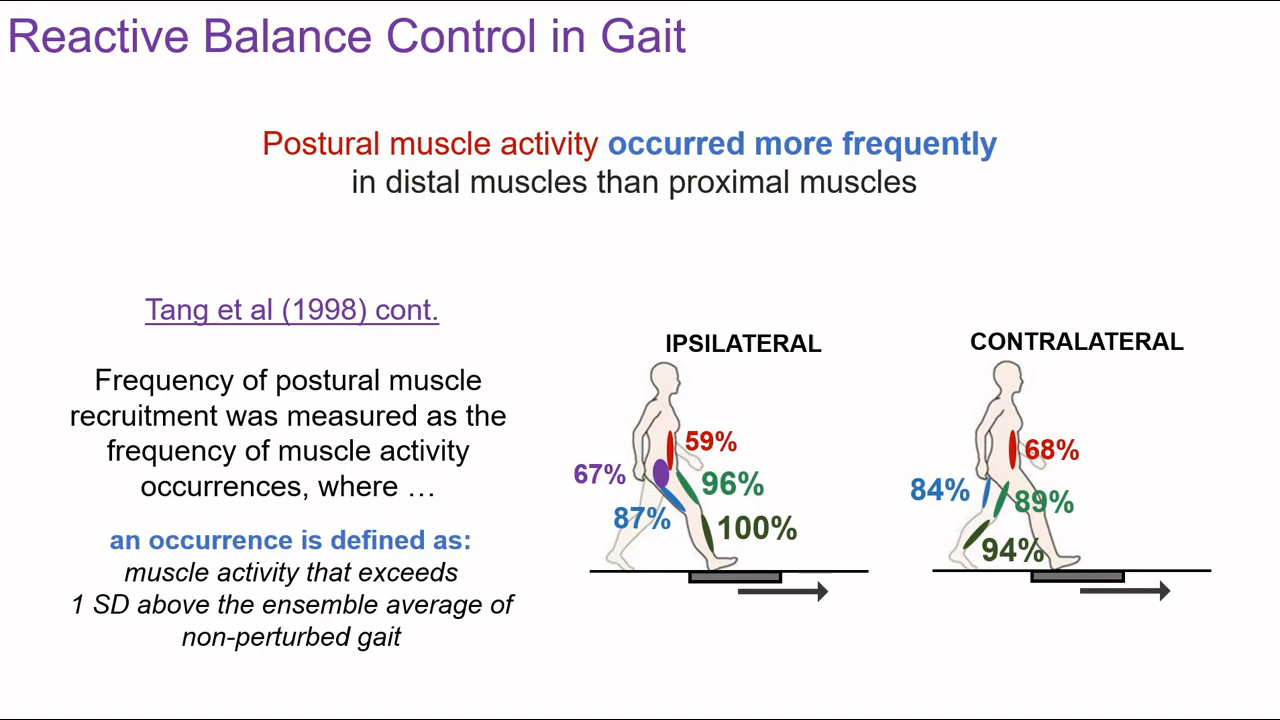 Reactive Balance Control in Gait
Postural muscle activity occurred more frequently
in distal muscles than proximal muscles
Tang et al (1998) cont.
Frequency of postural muscle
recruitment was measured as the
frequency of muscle activity
occurrences, where …
an occurrence is defined as:
muscle activity that exceeds
1 SD above the ensemble average of
non-perturbed gait
IPSILATERAL
59%
67%
96%
87%
100%
CONTRALATERAL
68%
84%
89%
94%